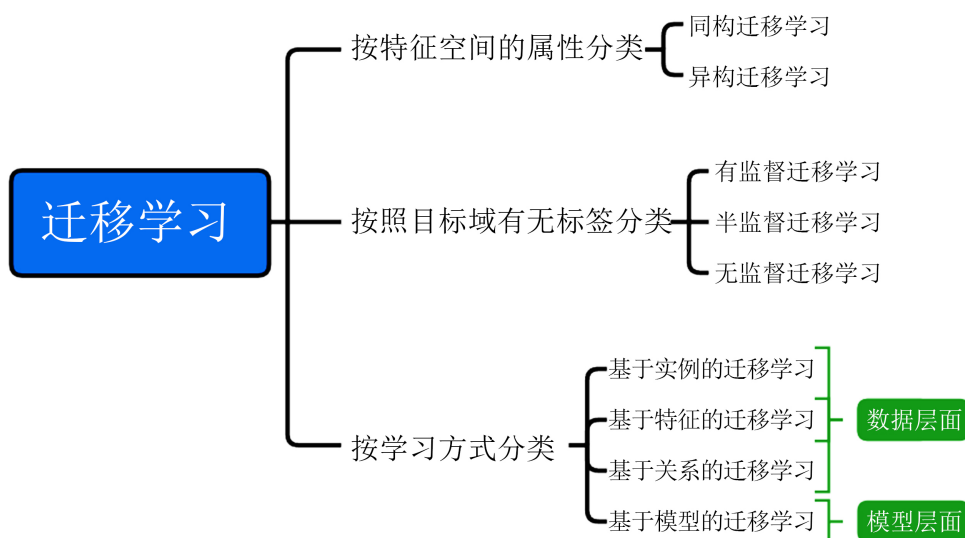 迁移学习
按特征空间的属性分类
同构迁移学习
异构迁移学习
按照目标域有无标签分类
有监督迁移学习
半监督迁移学习
无监督迁移学习
按学习方式分类
基于实例的迁移学习
基于特征的迁移学习
基于关系的迁移学习
数据层面
基于模型的迁移学习
模型层面